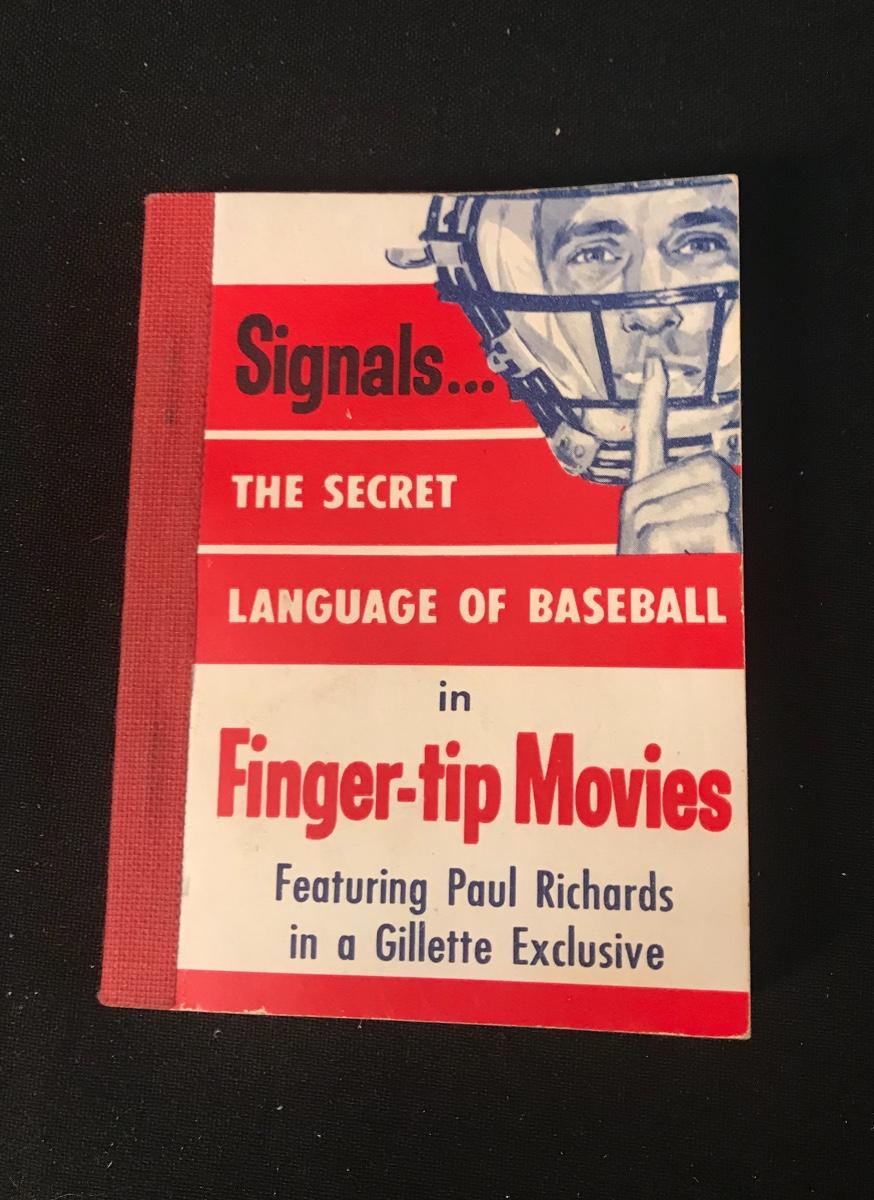 Signals...
THE SECRET
LANGUAGE OF BASEBALL
in
Finger-tip Movies
Featuring Paul Richards
in a Gillette Exclusive